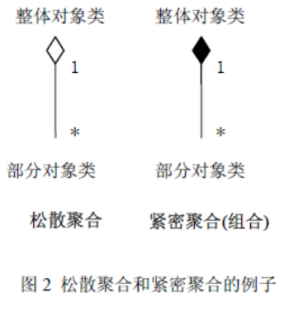 整体对象类 整体对象类
1 1
* *
部分对象类 部分对象类
松散聚合 紧密聚合(组合)
图 2 松散聚合和紧密聚合的例子